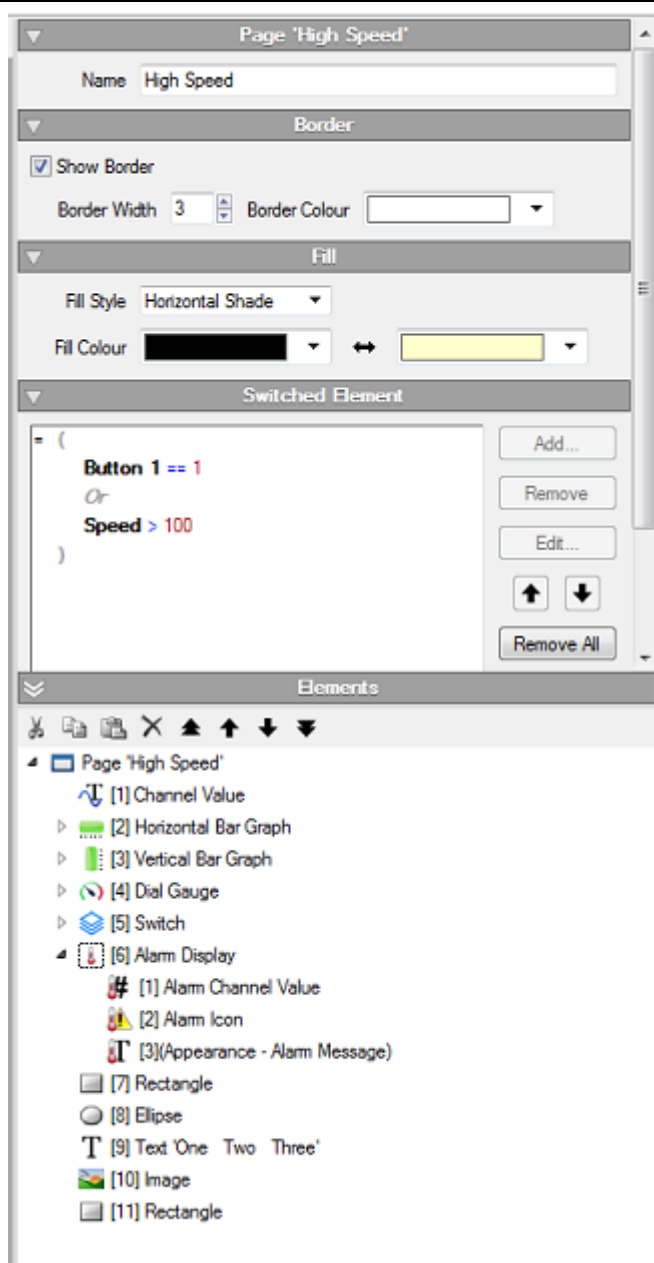 Page 'High Speed'
Name High Speed
Border
Show Border
Border Width 3 Border Colour
Fill
Fill Style Horizontal Shade
Fill Colour
Switched Element
= (
Button 1 == 1
Or
Speed > 100
)
Add...
Remove
Edit...
Remove All
Elements
Page 'High Speed'
[1] Channel Value
[2] Horizontal Bar Graph
[3] Vertical Bar Graph
[4] Dial Gauge
[5] Switch
[6] Alarm Display
# [1] Alarm Channel Value
[2] Alarm Icon
[3](Appearance - Alarm Message)
[7] Rectangle
[8] Ellipse
T [9] Text 'One Two Three'
[10] Image
[11] Rectangle